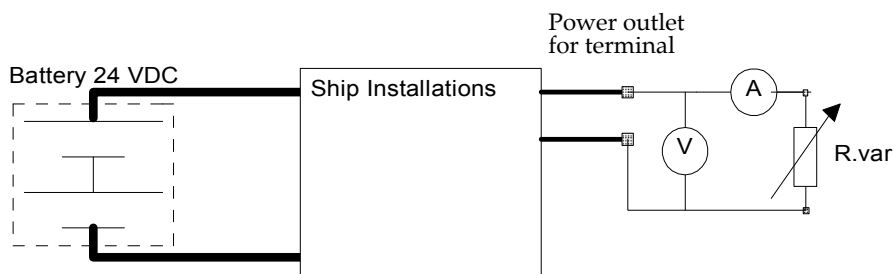 Power outlet
for terminal
Battery 24 VDC
Ship Installations
A
V
R.var